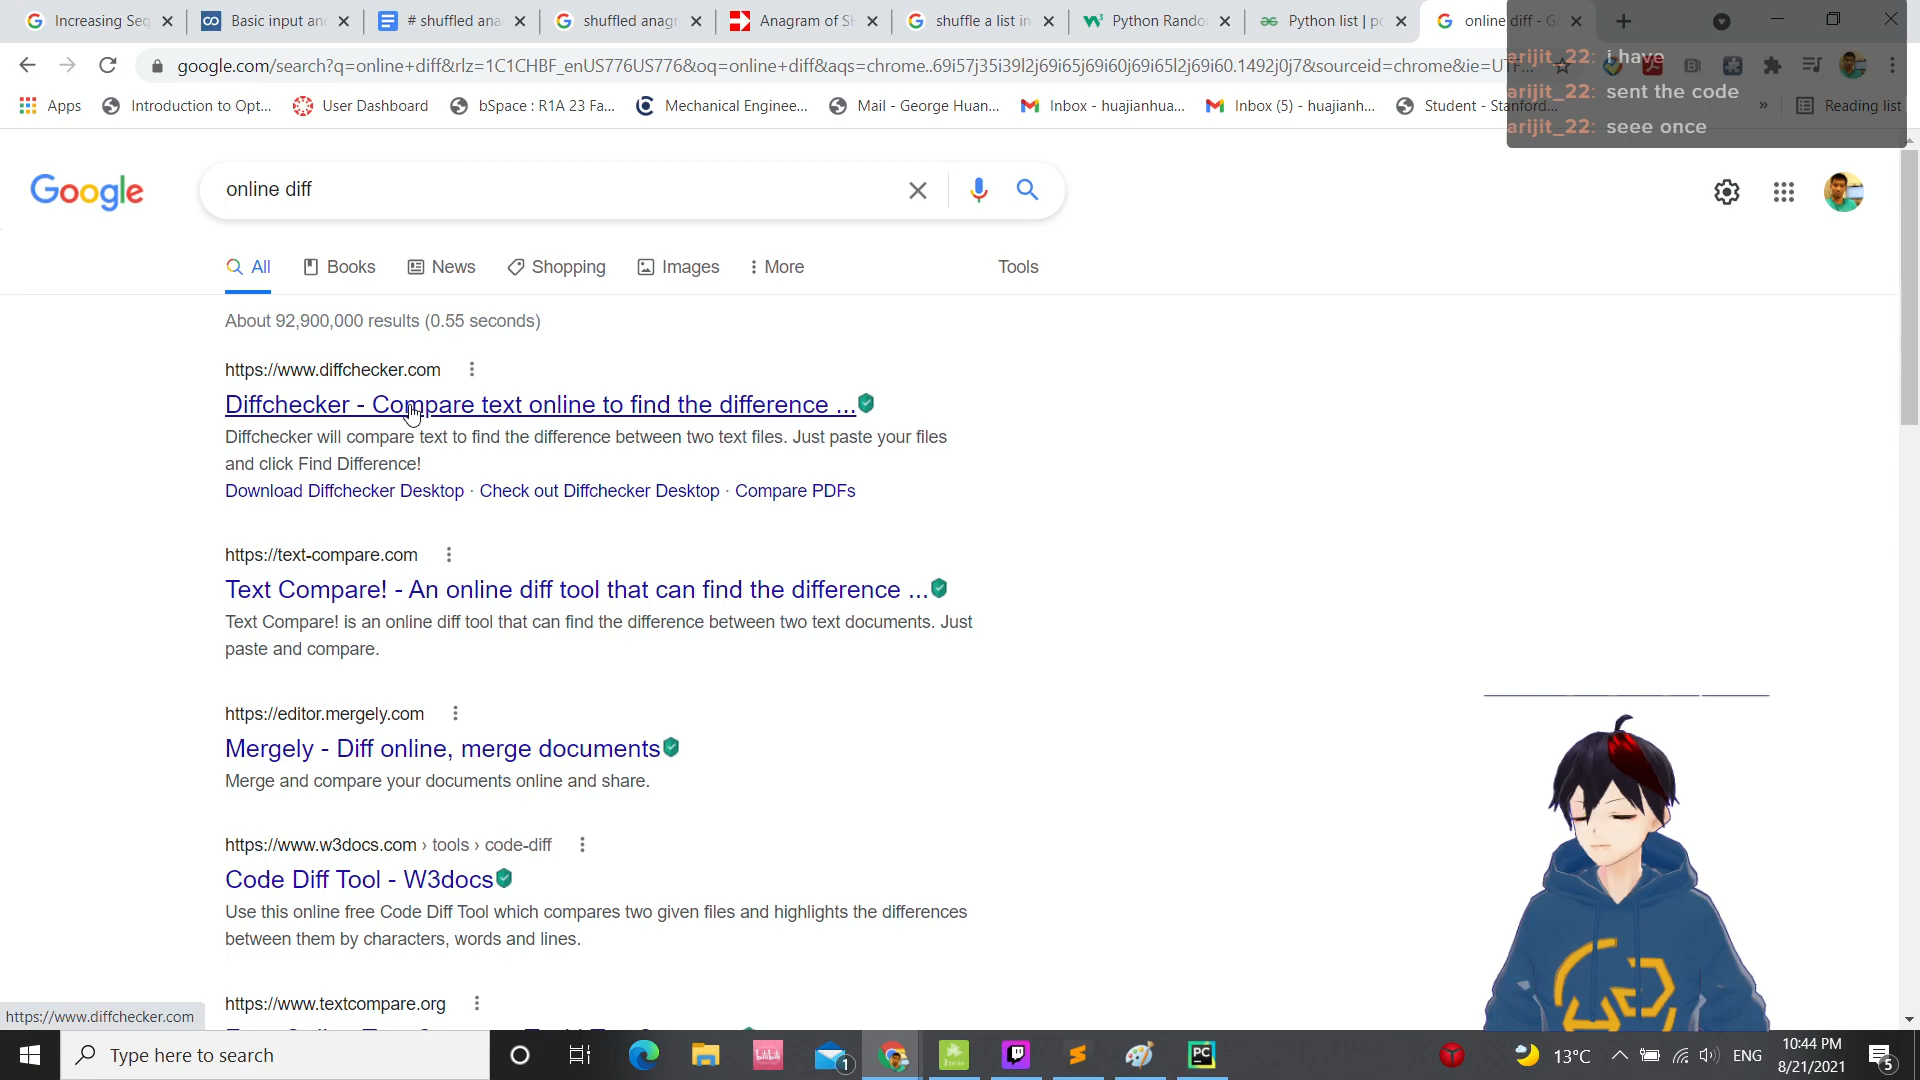 Increasing Seq
Basic input an
# shuffled ana
shuffled anagr
Anagram of S
shuffle a list in
Python Rando
Python list | po
online diff - G
google.com/search?q=online+diff&rlz=1C1CHBF_enUS776US776&oq=online+diff&aqs=chrome..69i57j35i39l2j69i65j69i60j69i65l2j69i60.1492j0j7&sourceid=chrome&ie=UTF...
Apps
Introduction to Opt...
User Dashboard
bSpace : R1A 23 Fa...
Mechanical Enginee...
Mail - George Huan...
Inbox - huajianhua...
Inbox (5) - huajianh...
Student - Stanford...
»
Reading list
arijit_22: i have
arijit_22: sent the code
arijit_22: seee once
Google
online diff
All
Books
News
Shopping
Images
More
Tools
About 92,900,000 results (0.55 seconds)
https://www.diffchecker.com
Diffchecker - Compare text online to find the difference ...
Diffchecker will compare text to find the difference between two text files. Just paste your files
and click Find Difference!
Download Diffchecker Desktop · Check out Diffchecker Desktop · Compare PDFs
https://text-compare.com
Text Compare! - An online diff tool that can find the difference ...
Text Compare! is an online diff tool that can find the difference between two text documents. Just
paste and compare.
https://editor.mergely.com
Mergely - Diff online, merge documents
Merge and compare your documents online and share.
https://www.w3docs.com › tools › code-diff
Code Diff Tool - W3docs
Use this online free Code Diff Tool which compares two given files and highlights the differences
between them by characters, words and lines.
https://www.textcompare.org
https://www.diffchecker.com
Type here to search
1
PC
13°C
ENG
10:44 PM
8/21/2021
5